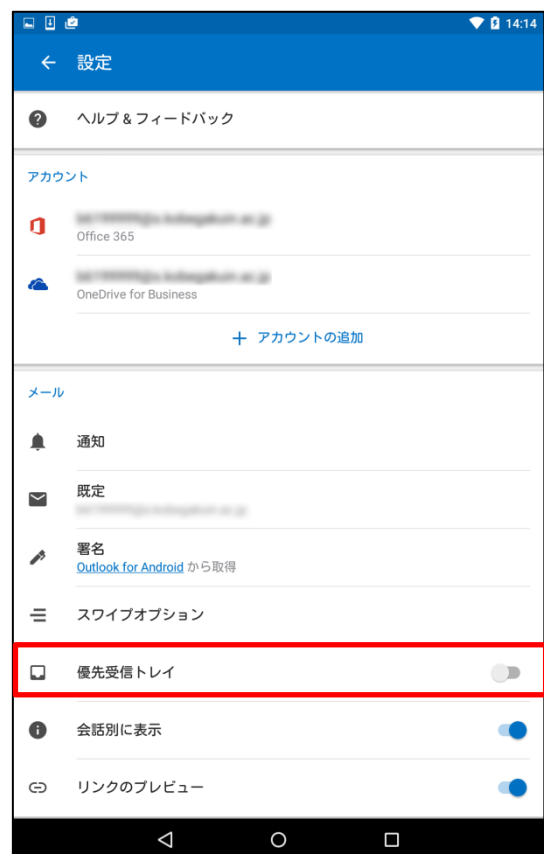 14:14
設定
ヘルプ & フィードバック
アカウント
Office 365
OneDrive for Business
アカウントの追加
メール
通知
既定
署名
Outlook for Android から取得
スワイプオプション
優先受信トレイ
会話別に表示
リンクのプレビュー